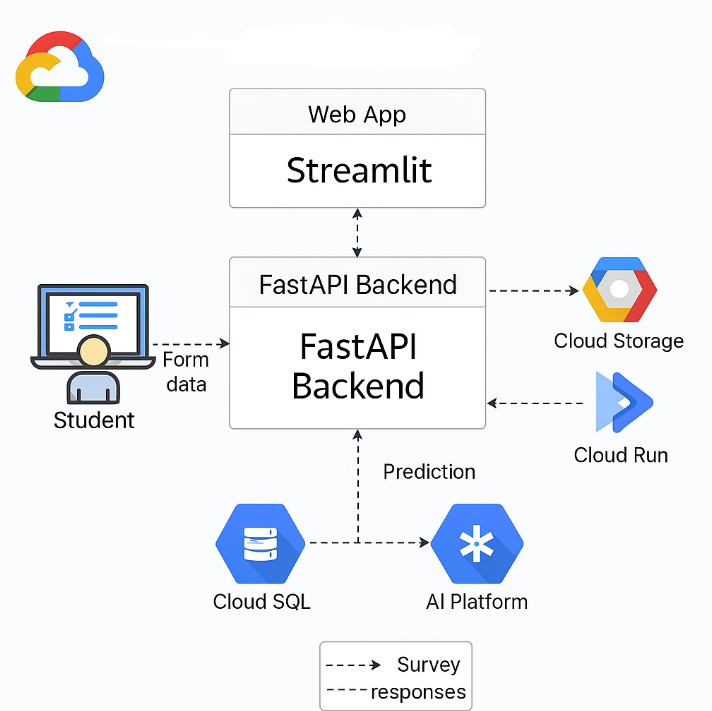 Web App
Streamlit
FastAPI Backend
FastAPI
Backend
Cloud Storage
Form
data
Student
Cloud Run
Prediction
Cloud SQL
AI Platform
Survey
responses